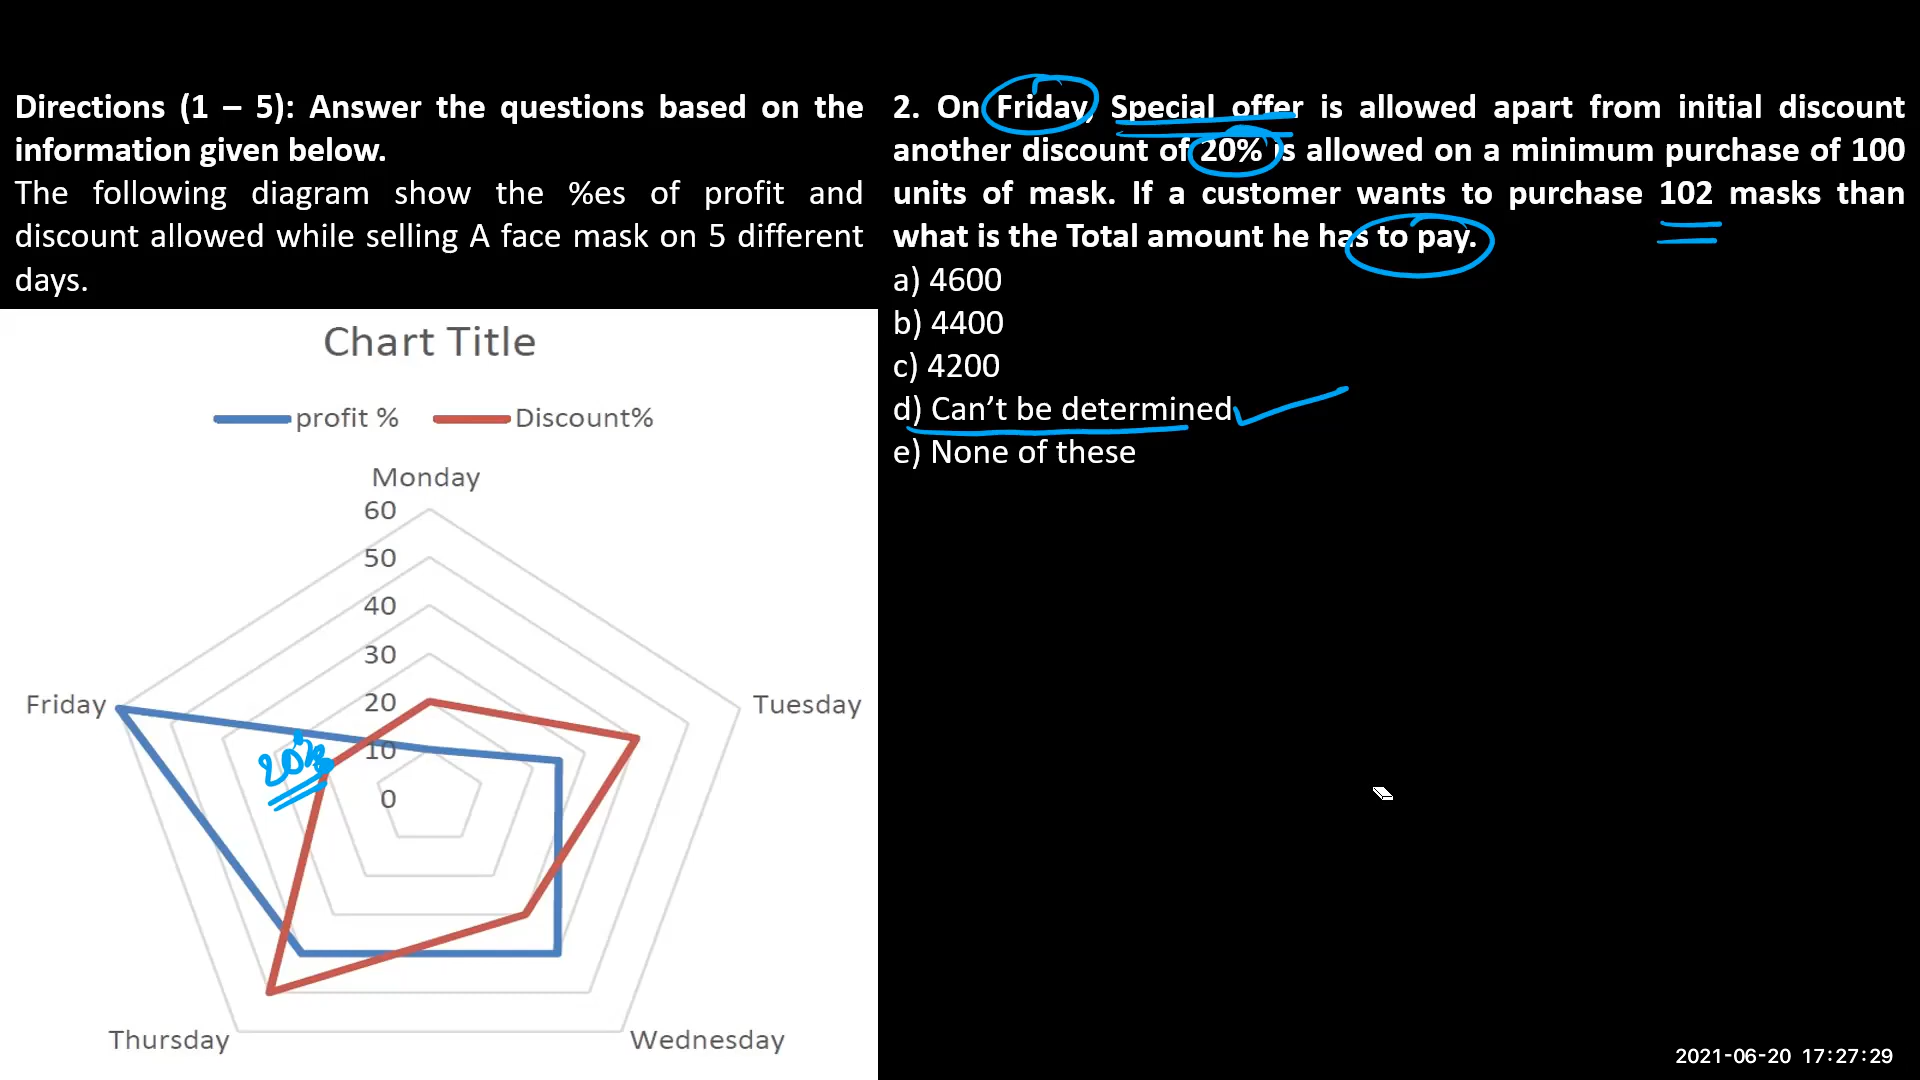 Directions (1 – 5): Answer the questions based on the
information given below.
The following diagram show the %es of profit and
discount allowed while selling A face mask on 5 different
days.
Chart Title
profit %
Discount%
Monday
60
50
40
30
20
10
0
Friday
Tuesday
Thursday
Wednesday
20%
2. On Friday, Special offer is allowed apart from initial discount
another discount of 20% is allowed on a minimum purchase of 100
units of mask. If a customer wants to purchase 102 masks than
what is the Total amount he has to pay.
a) 4600
b) 4400
c) 4200
d) Can’t be determined
e) None of these
2021-06-20 17:27:29